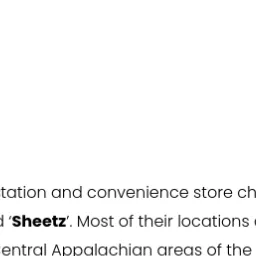 tation and convenience store ch
d ‘Sheetz’. Most of their locations
entral Appalachian areas of the